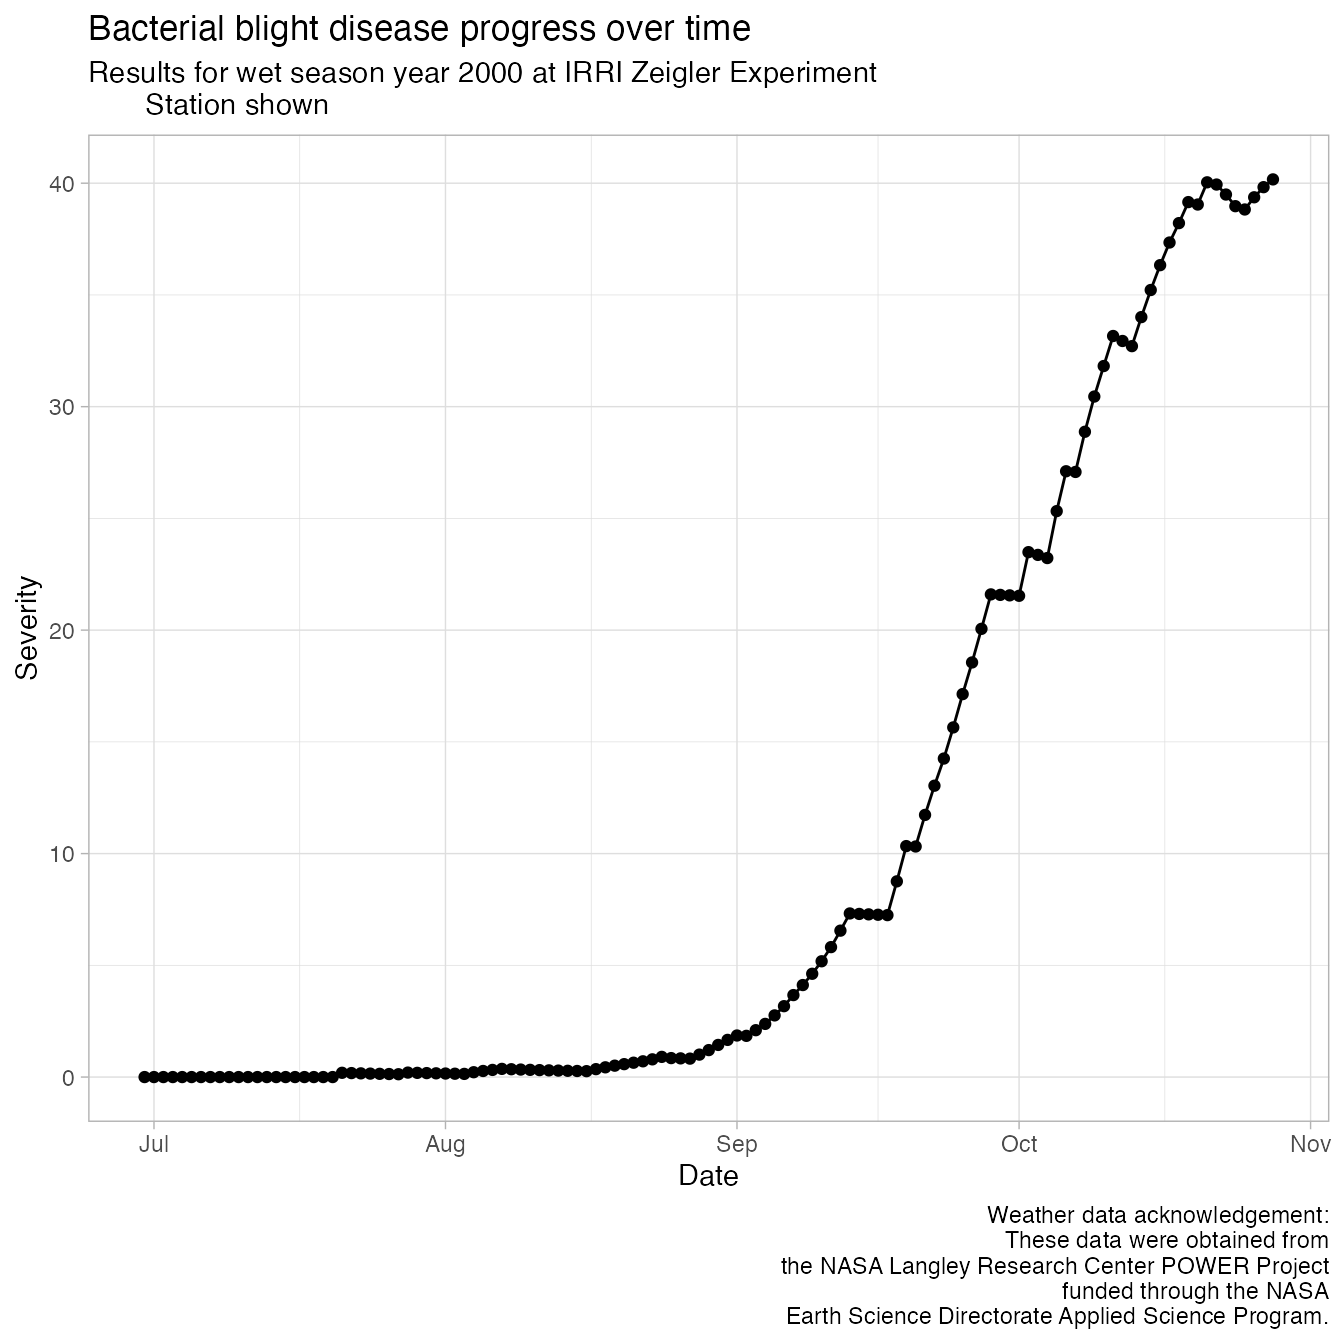 Bacterial blight disease progress over time
Results for wet season year 2000 at IRRI Zeigler Experiment
Station shown
40
30
20
10
0
Severity
Jul Aug Sep Oct Nov
Date
Weather data acknowledgement:
These data were obtained from
the NASA Langley Research Center POWER Project
funded through the NASA
Earth Science Directorate Applied Science Program.